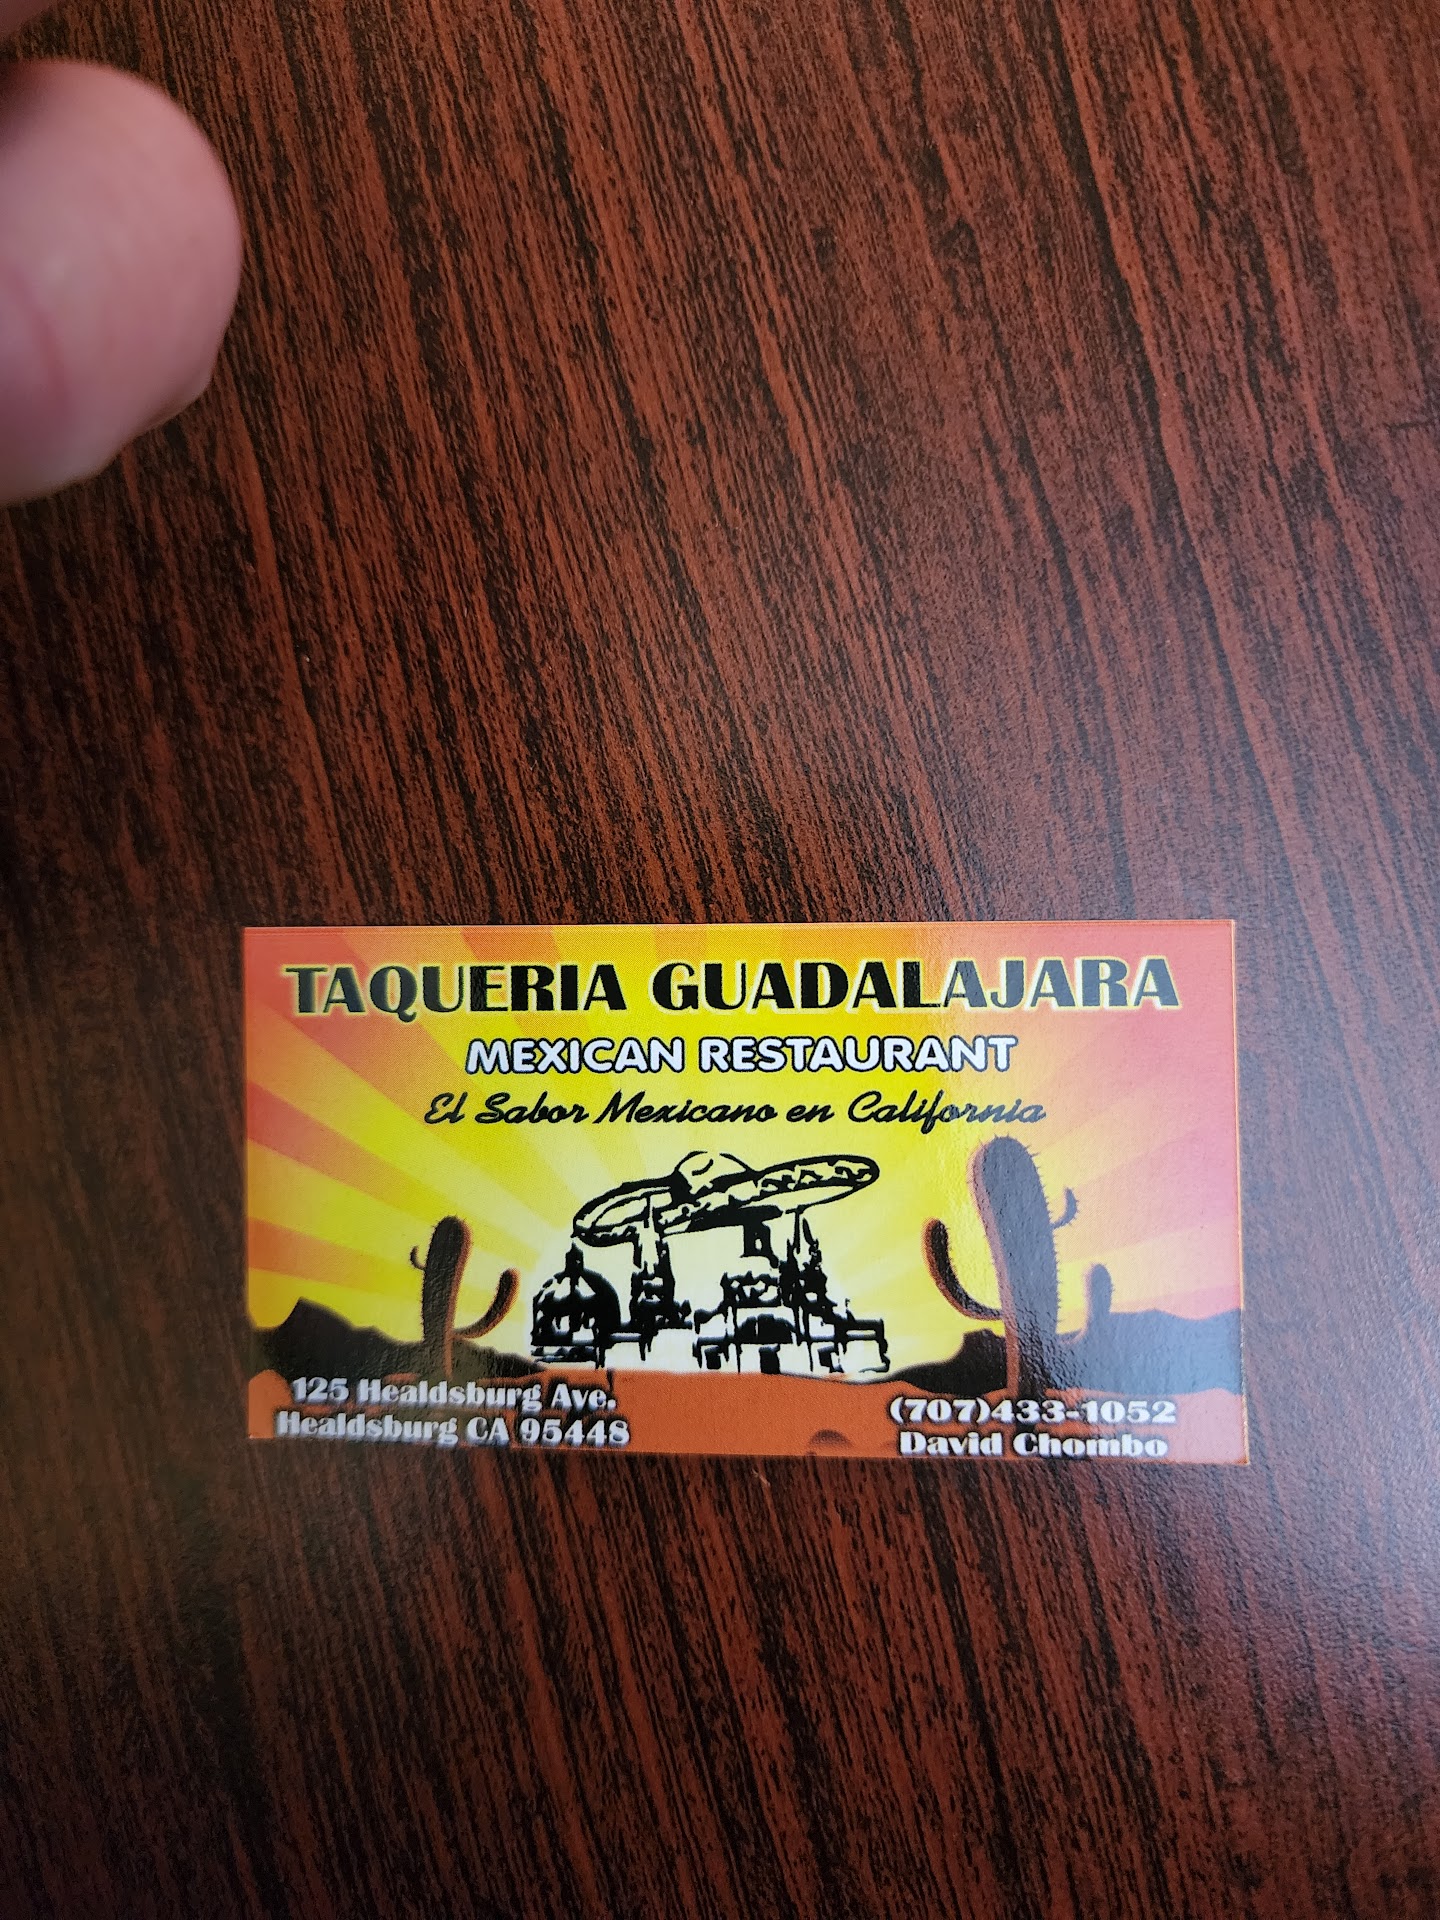 TAQUERIA GUADALAJARA
MEXICAN RESTAURANT
El Sabor Mexicano en California
125 Healdsburg Ave.
Healdsburg CA 95448
(707)433-1052
David Chombo